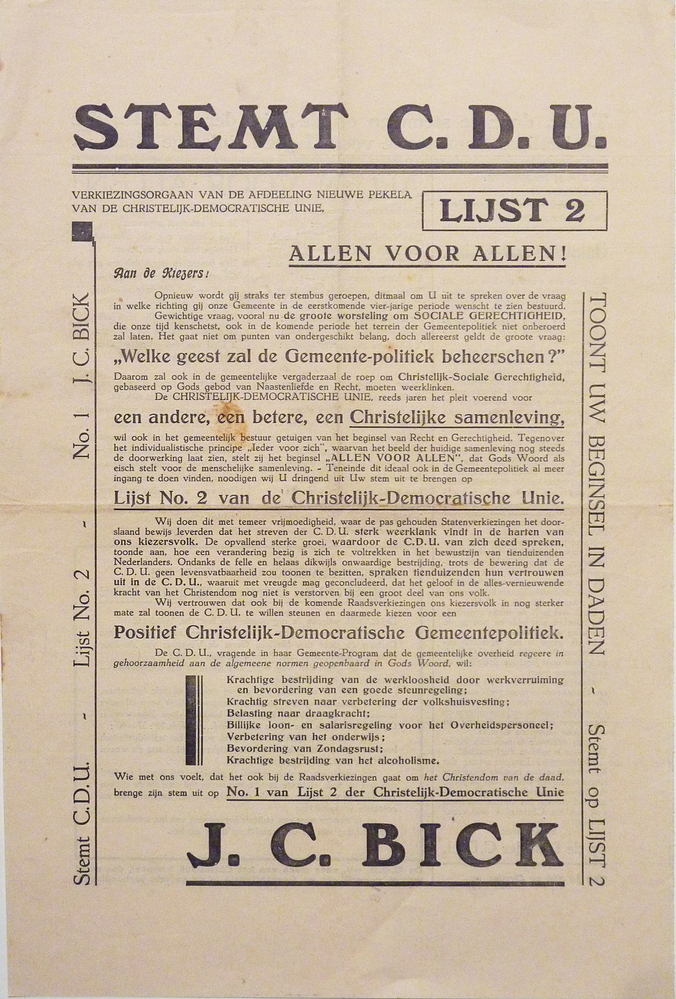 STEMT C. D. U.
VERKIEZINGSORGAAN VAN DE AFDEELING NIEUWE PEKELA
VAN DE CHRISTELIJK-DEMOCRATISCHE UNIE.
LIJST 2
ALLEN VOOR ALLEN!
Aan de Kiezers!
Opnieuw wordt gij straks ter stembus geroepen, ditmaal om U uit te spreken over de vraag
in welke richting gij onze Gemeente in de eerstkomende vier-jarige periode wenscht te zien bestuurd.
Gewichtige vraag, vooral nu de groote worsteling om SOCIALE GERECHTIGHEID,
die onze tijd kenschetst, ook in de komende periode het terrein der Gemeentepolitiek niet onberoerd
zal laten. Het gaat niet om punten van ondergeschikt belang, doch allereerst geldt de groote vraag:
„Welke geest zal de Gemeente-politiek beheerschen?"
Daarom zal ook in de gemeentelijke vergaderzaal de roep om Christelijk-Sociale Gerechtigheid,
gebaseerd op Gods gebod van Naastenliefde en Recht, moeten weerklinken.
De CHRISTELIJK-DEMOCRATISCHE UNIE, reeds jaren het pleit voerend voor
een andere, een betere, een Christelijke samenleving,
wil ook in het gemeentelijk bestuur getuigen van het beginsel van Recht en Gerechtigheid. Tegenover
het individualistische principe „Ieder voor zich", waarvan het beeld der huidige samenleving nog steeds
de doorwerking laat zien, stelt zij het beginsel „ALLEN VOOR ALLEN", dat Gods Woord als
eisch stelt voor de menschelijke samenleving. - Teneinde dit ideaal ook in de Gemeentepolitiek al meer
ingang te doen vinden, noodigen wij U dringend uit Uw stem uit te brengen op
Lijst No. 2 van de Christelijk-Democratische Unie.
Wij doen dit met temeer vrijmoedigheid, waar de pas gehouden Statenverkiezingen het door-
slaand bewijs leverden dat het streven der C. D. U. sterk weerklank vindt in de harten van
ons kiezersvolk. De opvallend sterke groei, waardoor de C. D. U. van zich deed spreken,
toonde aan, hoe een verandering bezig is zich te voltrekken in het bewustzijn van tienduizenden
Nederlanders. Ondanks de felle en helaas dikwijls onwaardige bestrijding, trots de bewering dat de
C. D. U. geen levensvatbaarheid zou toonen te bezitten, spraken tienduizenden hun vertrouwen
uit in de C. D. U., waaruit met vreugde mag geconcludeerd, dat het geloof in de alles-vernieuwende
kracht van het Christendom nog niet is verstorven bij een groot deel van ons volk.
Wij vertrouwen dat ook bij de komende Raadsverkiezingen ons kiezersvolk in nog sterker
mate zal toonen de C. D. U. te willen steunen en daarmede kiezen voor een
Positief Christelijk-Democratische Gemeentepolitiek.
De C. D. U., vragende in haar Gemeente-Program dat de gemeentelijke overheid regeere in
gehoorzaamheid aan de algemeene normen geopenbaard in Gods Woord, wil:
Krachtige bestrijding van de werkloosheid door werkverruiming
en bevordering van een goede steunregeling;
Krachtig streven naar verbetering der volkshuisvesting;
Belasting naar draagkracht;
Billijke loon- en salarisregeling voor het Overheidspersoneel;
Verbetering van het onderwijs;
Bevordering van Zondagsrust;
Krachtige bestrijding van het alcoholisme.
Wie met ons voelt, dat het ook bij de Raadsverkiezingen gaat om het Christendom van de daad,
brenge zijn stem uit op No. 1 van Lijst 2 der Christelijk-Democratische Unie
J. C. BICK
Stemt C.D.U. - Lijst No. 2 - No. 1 J. C. BICK
TOONT UW BEGINSEL IN DADEN - Stemt op LIJST 2